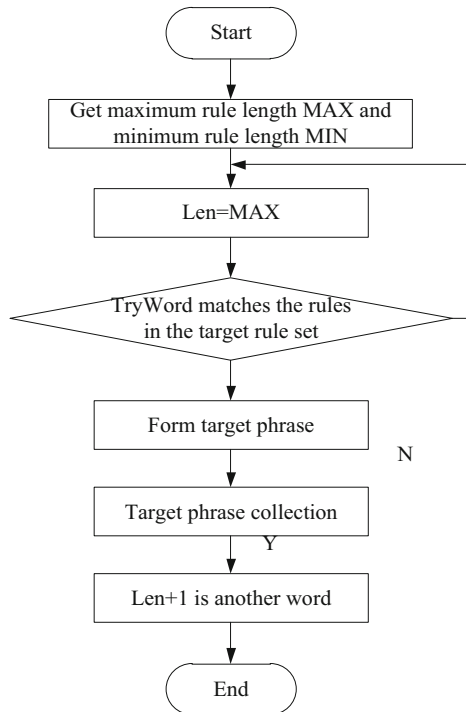 Start
Get maximum rule length MAX and
minimum rule length MIN
Len=MAX
TryWord matches the rules
in the target rule set
Form target phrase
N
Target phrase collection
Y
Len+1 is another word
End